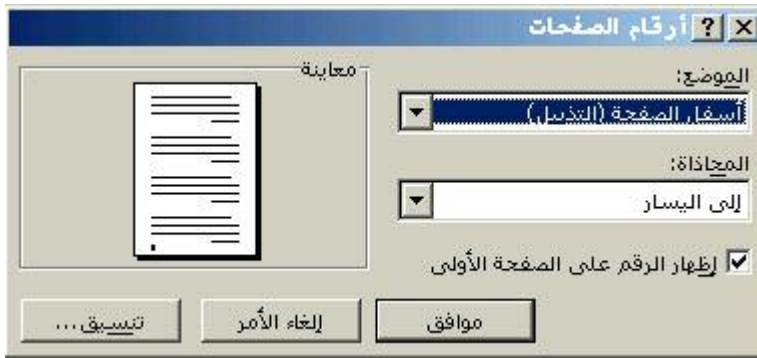 أرقام الصفحات
الموضع:
أسفل الصفحة (التذييل)
المحاذاة:
إلى اليسار
إظهار الرقم على الصفحة الأولى
معاينة
موافق
إلغاء الأمر
تنسيق...